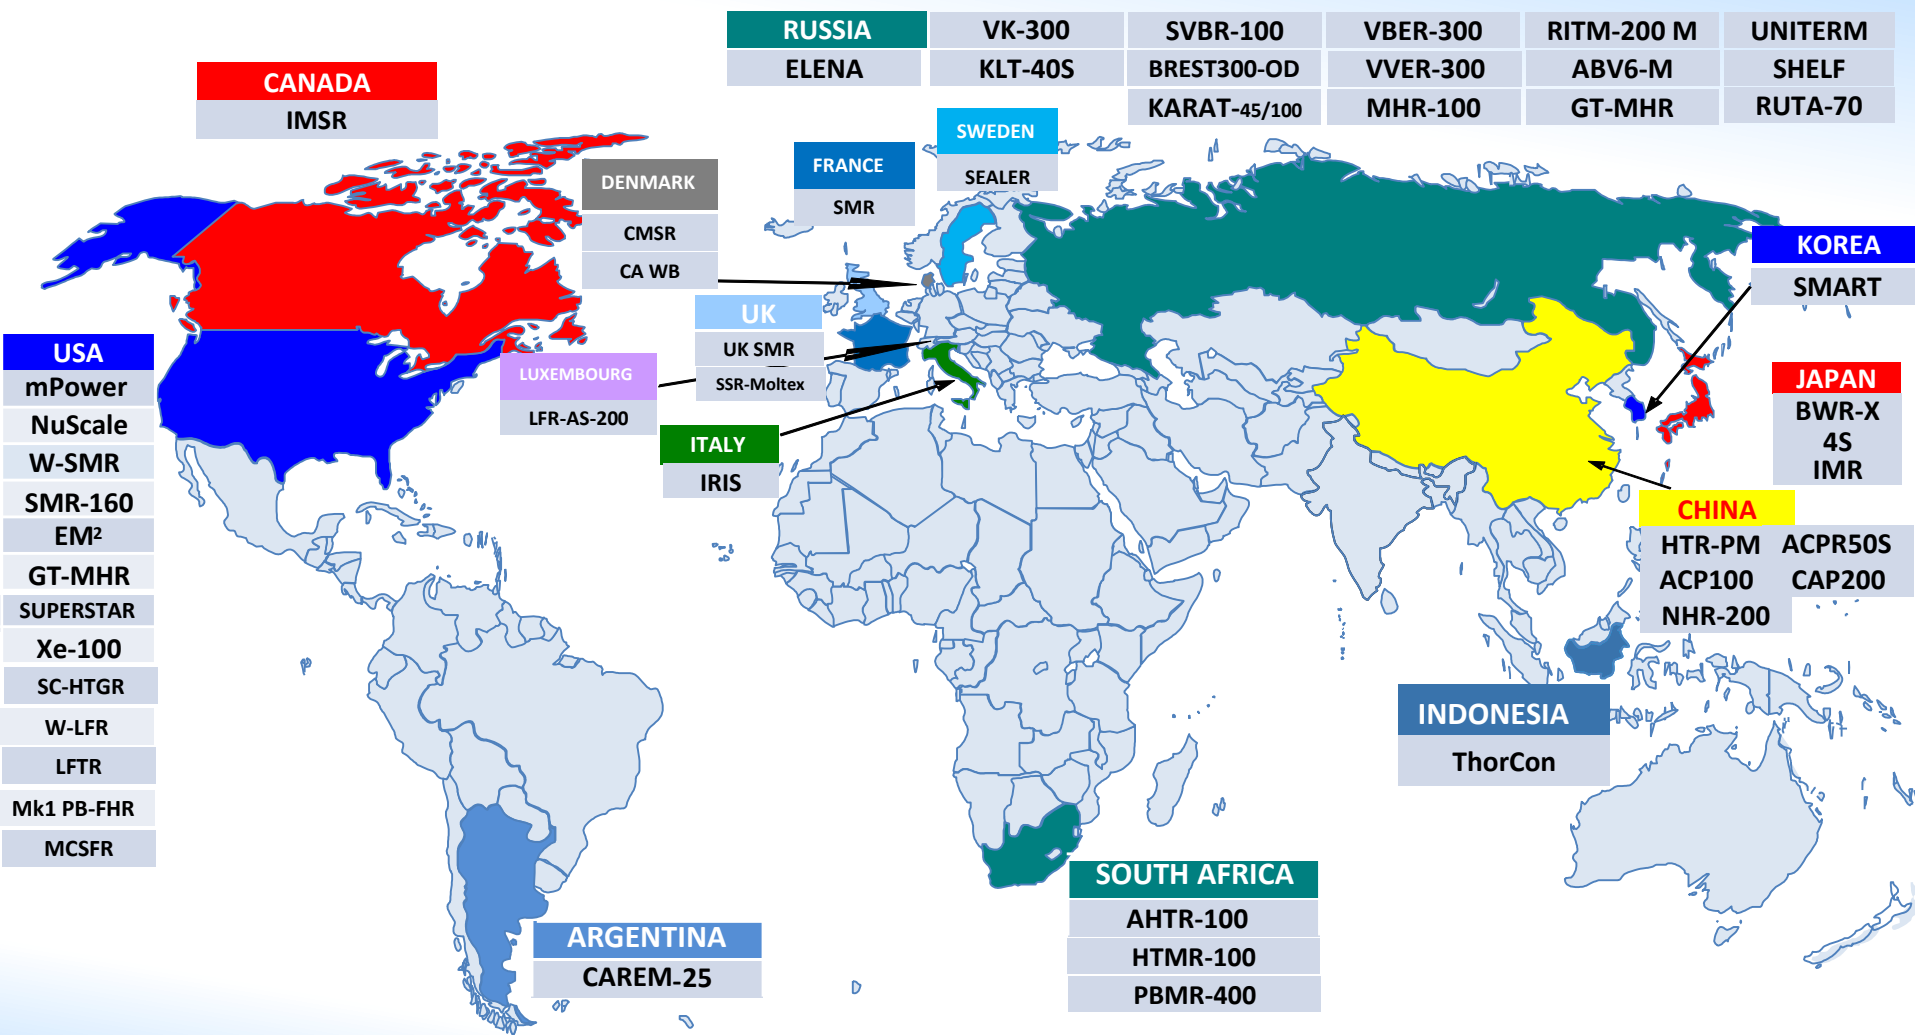 RUSSIA VK-300 SVBR-100 VBER-300 RITM-200 M UNITERM
ELENA KLT-40S BREST300-OD VVER-300 ABV6-M SHELF
KARAT-45/100 MHR-100 GT-MHR RUTA-70
CANADA
IMSR
SWEDEN
SEALER
FRANCE
SMR
DENMARK
CMSR
CA WB
KOREA
SMART
UK
UK SMR
SSR-Moltex
LUXEMBOURG
LFR-AS-200
ITALY
IRIS
USA
mPower
NuScale
W-SMR
SMR-160
EM²
GT-MHR
SUPERSTAR
Xe-100
SC-HTGR
W-LFR
LFTR
Mk1 PB-FHR
MCSFR
JAPAN
BWR-X
4S
IMR
CHINA
HTR-PM ACPR50S
ACP100 CAP200
NHR-200
INDONESIA
ThorCon
SOUTH AFRICA
AHTR-100
HTMR-100
PBMR-400
ARGENTINA
CAREM-25